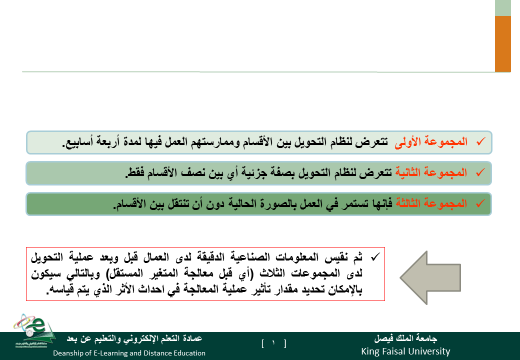 ✓ المجموعة الأولى تتعرض لنظام التحويل بين الأقسام وممارستهم العمل فيها لمدة أربعة أسابيع.
✓ المجموعة الثانية تتعرض لنظام التحويل بصفة جزئية أي بين نصف الأقسام فقط.
✓ المجموعة الثالثة فإنها تستمر في العمل بالصورة الحالية دون أن تنتقل بين الأقسام.
✓ ثم نقيس المعلومات الصناعية الدقيقة لدى العمال قبل وبعد عملية التحويل
لدى المجموعات الثلاث (أي قبل معالجة المتغير المستقل) وبالتالي سيكون
بالإمكان تحديد مقدار تأثير عملية المعالجة في احداث الأثر الذي يتم قياسه.
جامعة الملك فيصل
King Faisal University
[ ١ ]
عمادة التعلم الإلكتروني والتعليم عن بعد
Deanship of E-Learning and Distance Education